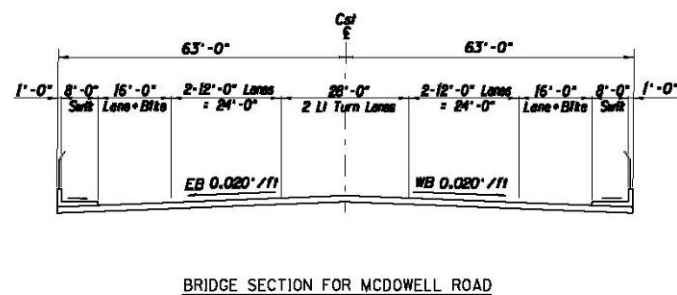 Cst
℄
63'-0" 63'-0"
1'-0" 8'-0" 16'-0" 2-12'-0" Lanes 28'-0" 2-12'-0" Lanes 16'-0" 8'-0" 1'-0"
Swlk Lane+Bike = 24'-0" 2 Lt Turn Lanes = 24'-0" Lane+Bike Swlk
EB 0.020'/ft WB 0.020'/ft
BRIDGE SECTION FOR MCDOWELL ROAD